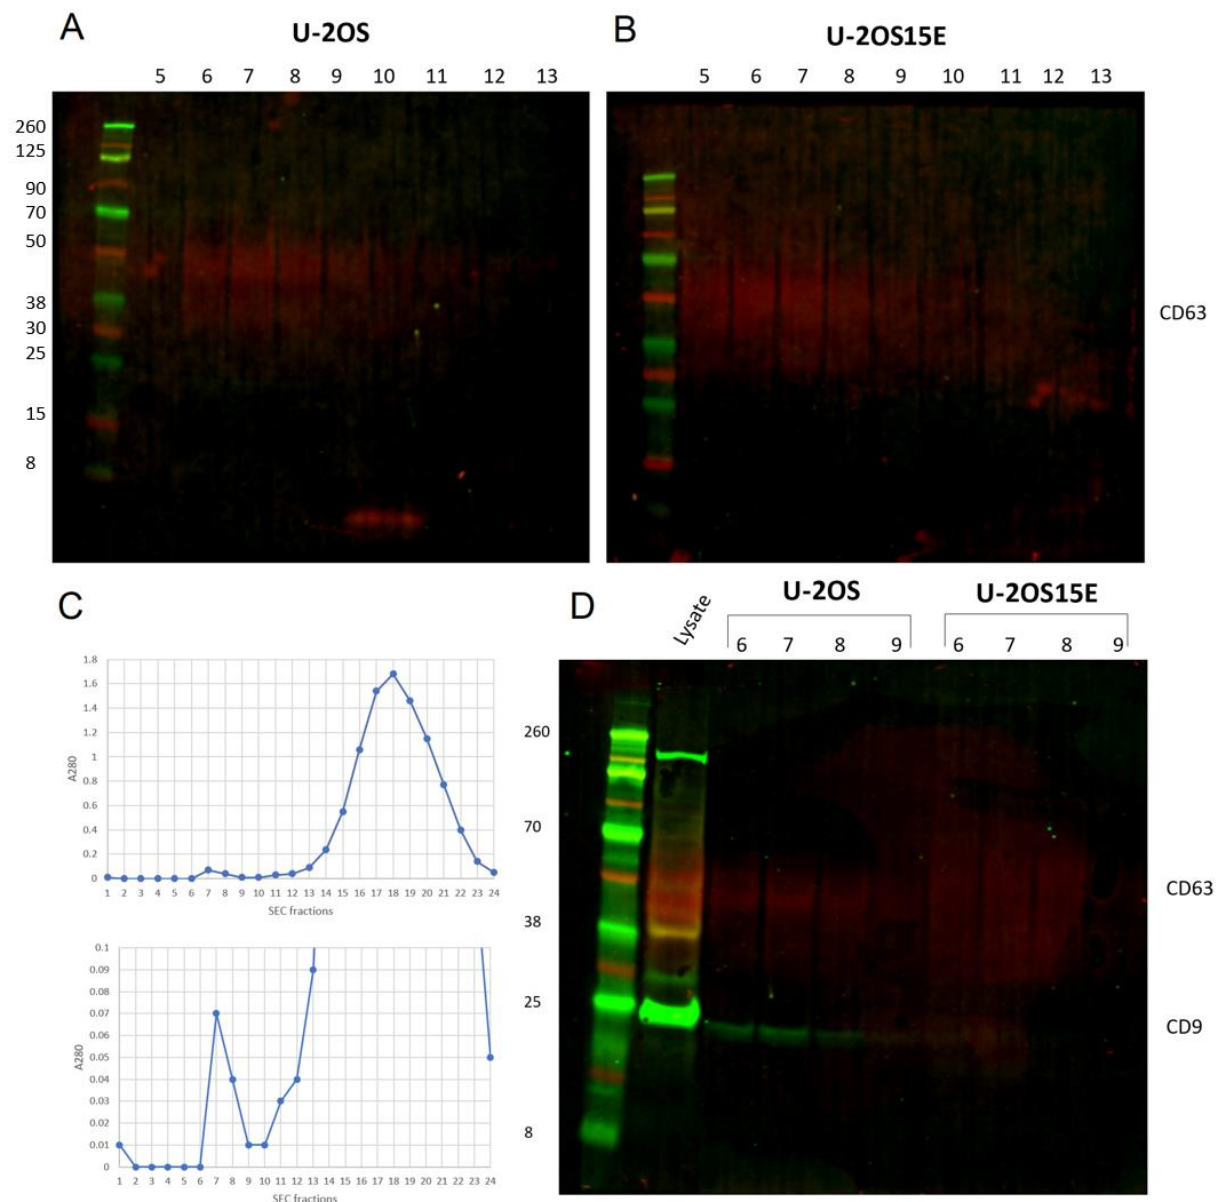 A
U-2OS
5 6 7 8 9 10 11 12 13
260
125
90
70
50
38
30
25
15
8
B
U-2OS15E
5 6 7 8 9 10 11 12 13
CD63
C
1.8
1.6
1.4
1.2
1
0.8
0.6
0.4
0.2
0
A280
1 2 3 4 5 6 7 8 9 10 11 12 13 14 15 16 17 18 19 20 21 22 23 24
SEC fractions
0.1
0.09
0.08
0.07
0.06
0.05
0.04
0.03
0.02
0.01
0
A280
1 2 3 4 5 6 7 8 9 10 11 12 13 14 15 16 17 18 19 20 21 22 23 24
SEC fractions
D
Lysate
U-2OS
U-2OS15E
6 7 8 9 6 7 8 9
260
70
38
25
8
CD63
CD9